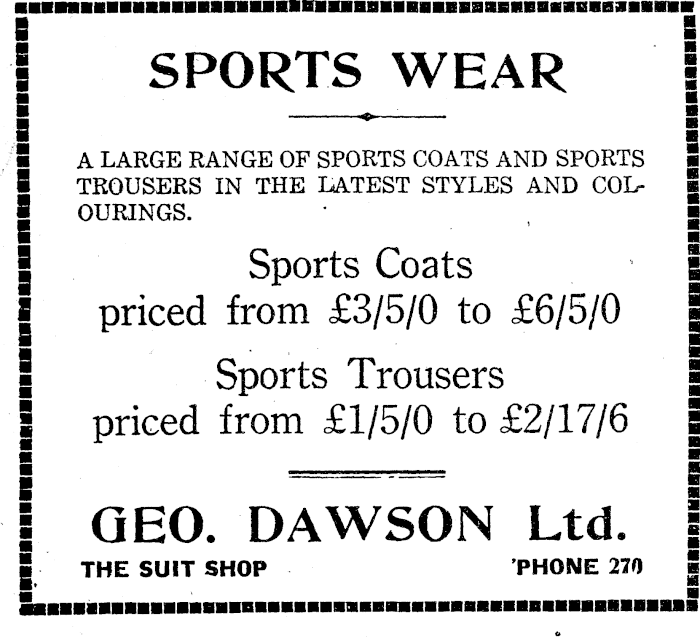 SPORTS WEAR
A LARGE RANGE OF SPORTS COATS AND SPORTS
TROUSERS IN THE LATEST STYLES AND COL-
OURINGS.
Sports Coats
priced from £3/5/0 to £6/5/0
Sports Trousers
priced from £1/5/0 to £2/17/6
GEO. DAWSON Ltd.
THE SUIT SHOP 'PHONE 270